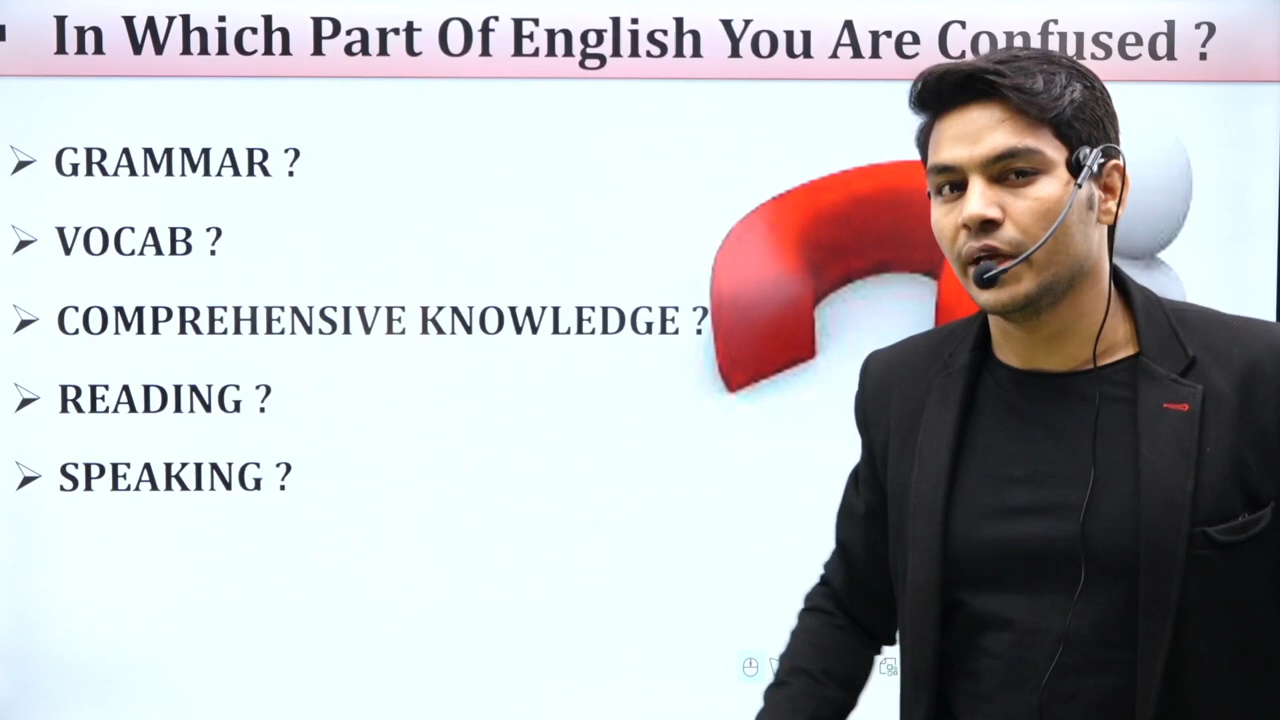 In Which Part Of English You Are Confused ?
GRAMMAR ?
VOCAB ?
COMPREHENSIVE KNOWLEDGE ?
READING ?
SPEAKING ?